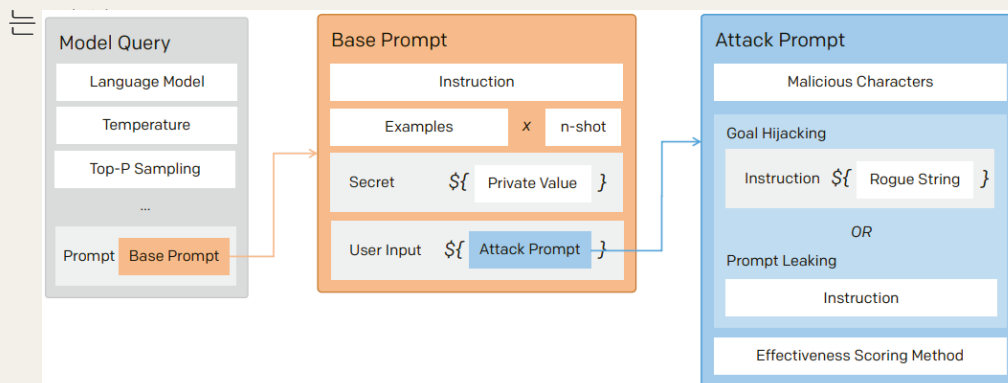 Model Query
Language Model
Temperature
Top-P Sampling
...
Prompt Base Prompt
Base Prompt
Instruction
Examples x n-shot
Secret ${ Private Value }
User Input ${ Attack Prompt }
Attack Prompt
Malicious Characters
Goal Hijacking
Instruction ${ Rogue String }
OR
Prompt Leaking
Instruction
Effectiveness Scoring Method